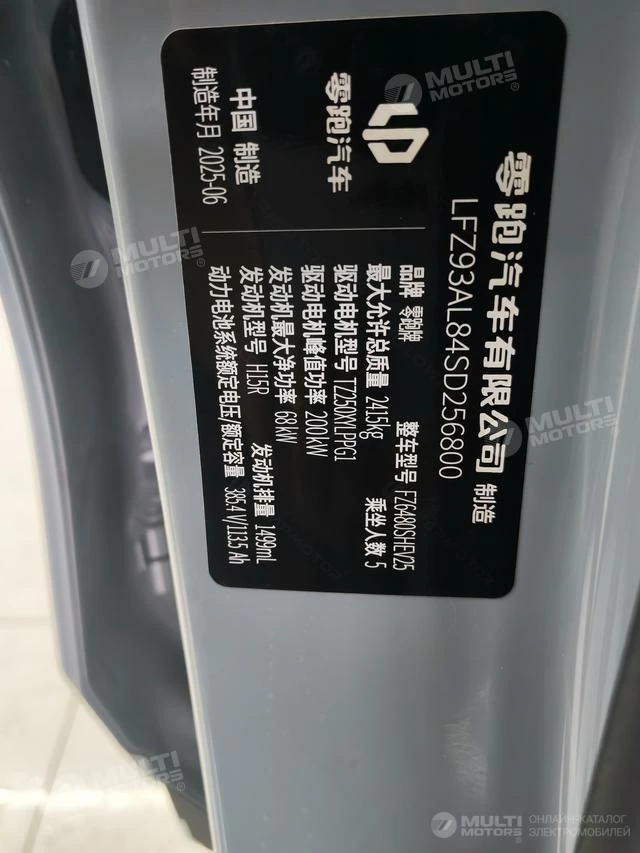 零跑汽车有限公司 制造
LFZ93AL84SD256800
零跑汽车
中国 制造
制造年月 2025-06
品牌 零跑牌 整车型号 FZ6480SHEV25
最大允许总质量 2415kg 乘坐人数 5
驱动电机型号 TZ250XYLPPG1
驱动电机峰值功率 200kW
发动机最大净功率 68kW
发动机型号 H15R 发动机排量 1499mL
动力电池系统额定电压/额定容量 385.4V/113.5Ah
MULTI MOTORS®
MULTI MOTORS®
MULTI MOTORS®
MULTI MOTORS®
MULTI MOTORS® ОНЛАЙН-КАТАЛОГ ЭЛЕКТРОМОБИЛЕЙ